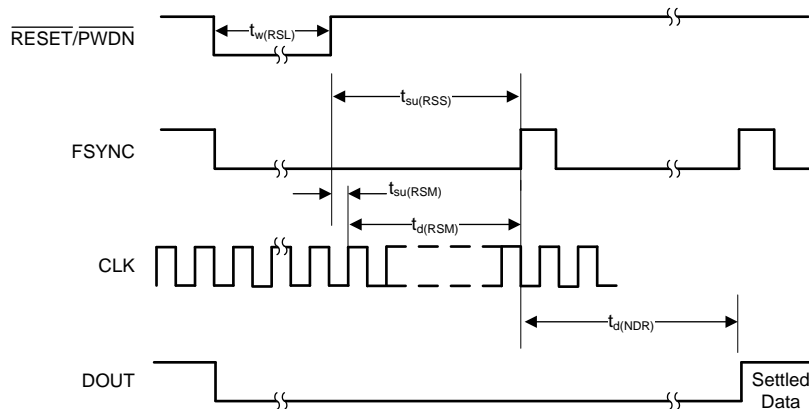 RESET/PWDN
tw(RSL)
tsu(RSS)
FSYNC
tsu(RSM)
td(RSM)
CLK
td(NDR)
DOUT
Settled
Data